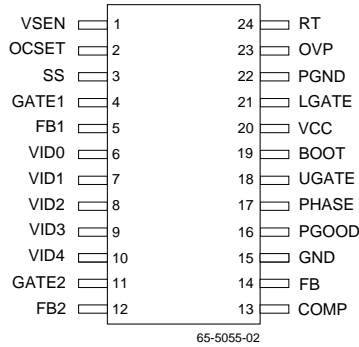 VSEN 1 24 RT
OCSET 2 23 OVP
SS 3 22 PGND
GATE1 4 21 LGATE
FB1 5 20 VCC
VID0 6 19 BOOT
VID1 7 18 UGATE
VID2 8 17 PHASE
VID3 9 16 PGOOD
VID4 10 15 GND
GATE2 11 14 FB
FB2 12 13 COMP
65-5055-02